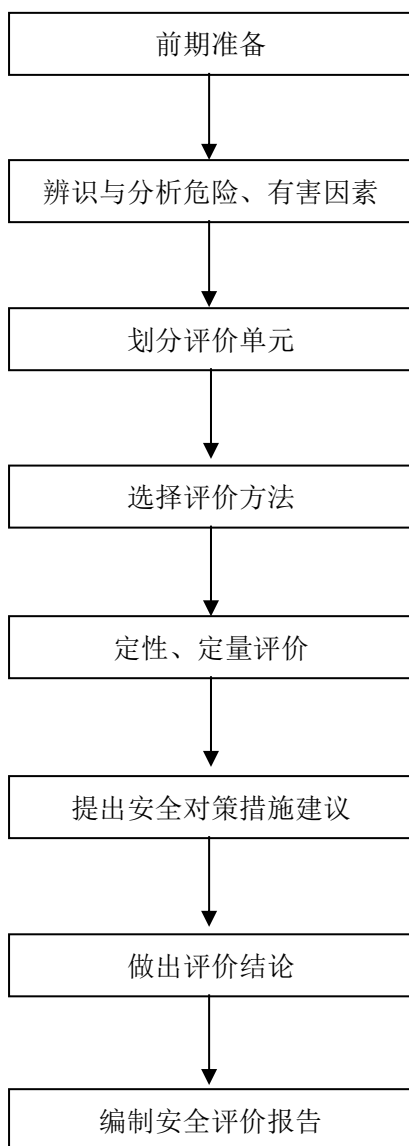 前期准备
辨识与分析危险、有害因素
划分评价单元
选择评价方法
定性、定量评价
提出安全对策措施建议
做出评价结论
编制安全评价报告